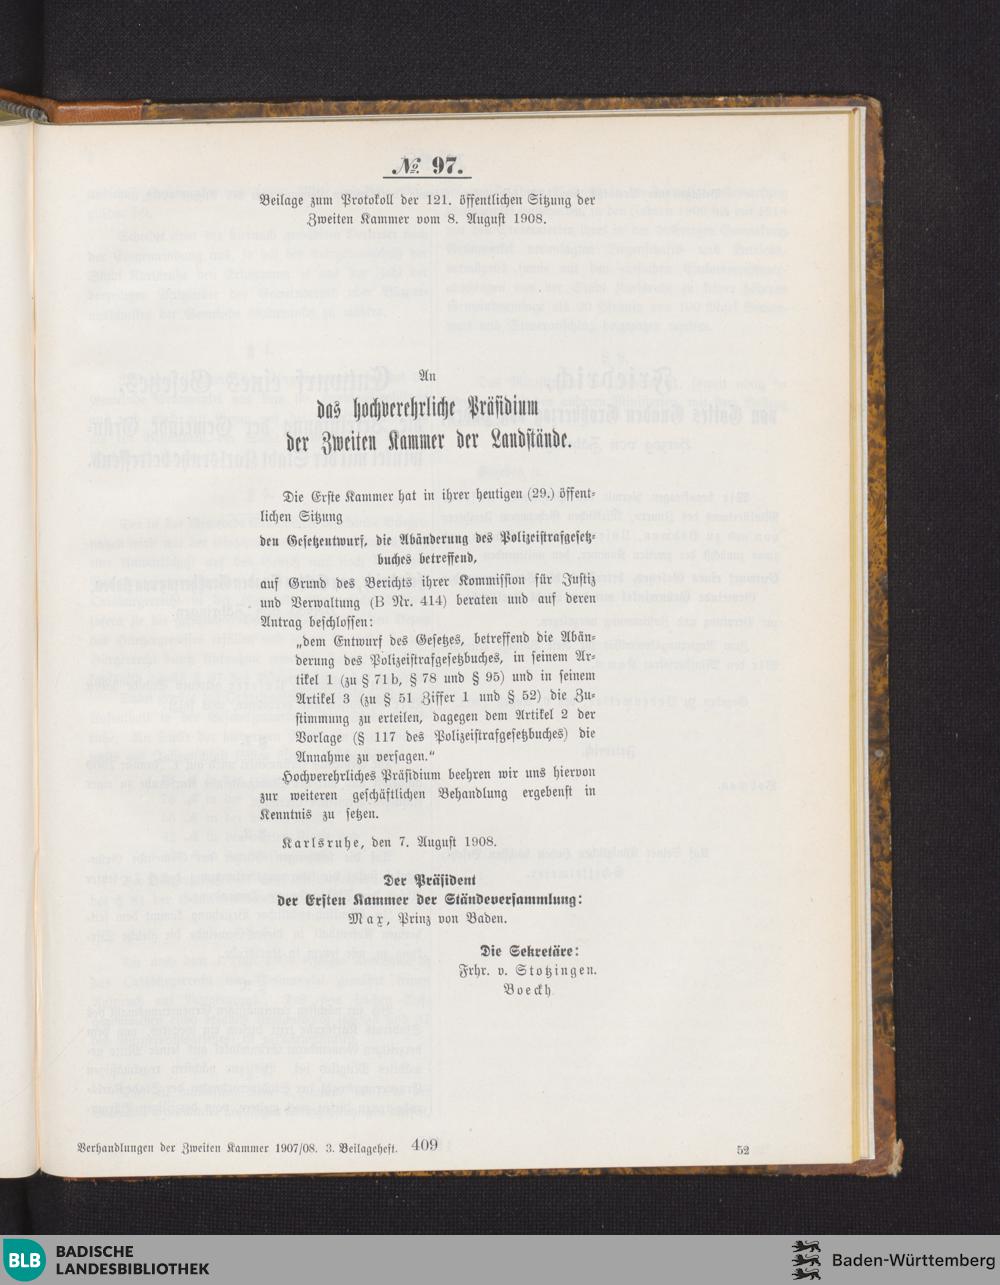 № 97.
Beilage zum Protokoll der 121. öffentlichen Sitzung der
Zweiten Kammer vom 8. August 1908.
An
das hochverehrliche Präsidium
der Zweiten Kammer der Landstände.
Die Erste Kammer hat in ihrer heutigen (29.) öffent-
lichen Sitzung
den Gesetzentwurf, die Abänderung des Polizeistrafgesetz-
buches betreffend,
auf Grund des Berichts ihrer Kommission für Justiz
und Verwaltung (B Nr. 414) beraten und auf deren
Antrag beschlossen:
„dem Entwurf des Gesetzes, betreffend die Abän-
derung des Polizeistrafgesetzbuches, in seinem Ar-
tikel 1 (zu § 71b, § 78 und § 95) und in seinem
Artikel 3 (zu § 51 Ziffer 1 und § 52) die Zu-
stimmung zu erteilen, dagegen dem Artikel 2 der
Vorlage (§ 117 des Polizeistrafgesetzbuches) die
Annahme zu versagen.“
Hochverehrliches Präsidium beehren wir uns hiervon
zur weiteren geschäftlichen Behandlung ergebenst in
Kenntnis zu setzen.
Karlsruhe, den 7. August 1908.
Der Präsident
der Ersten Kammer der Ständeversammlung:
Max, Prinz von Baden.
Die Sekretäre:
Frhr. v. Stotzingen.
Boeckh
Verhandlungen der Zweiten Kammer 1907/08. 3. Beilageheft. 409 52
BLB BADISCHE
LANDESBIBLIOTHEK
Baden-Württemberg